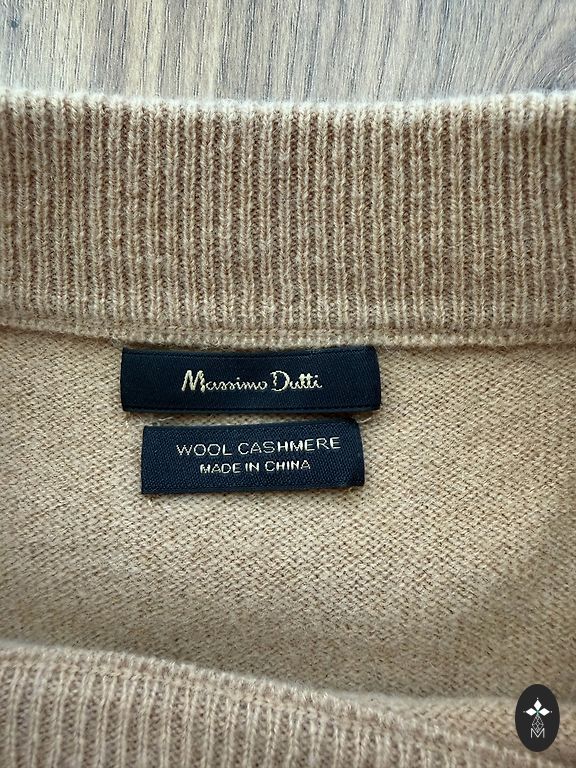 Massimo Dutti
WOOL CASHMERE
MADE IN CHINA
M